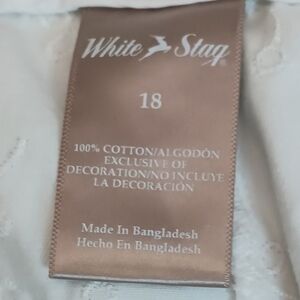 White Stag
18
100% COTTON/ALGODÓN
EXCLUSIVE OF
DECORATION/NO INCLUYE
LA DECORACIÓN
Made In Bangladesh
Hecho En Bangladesh